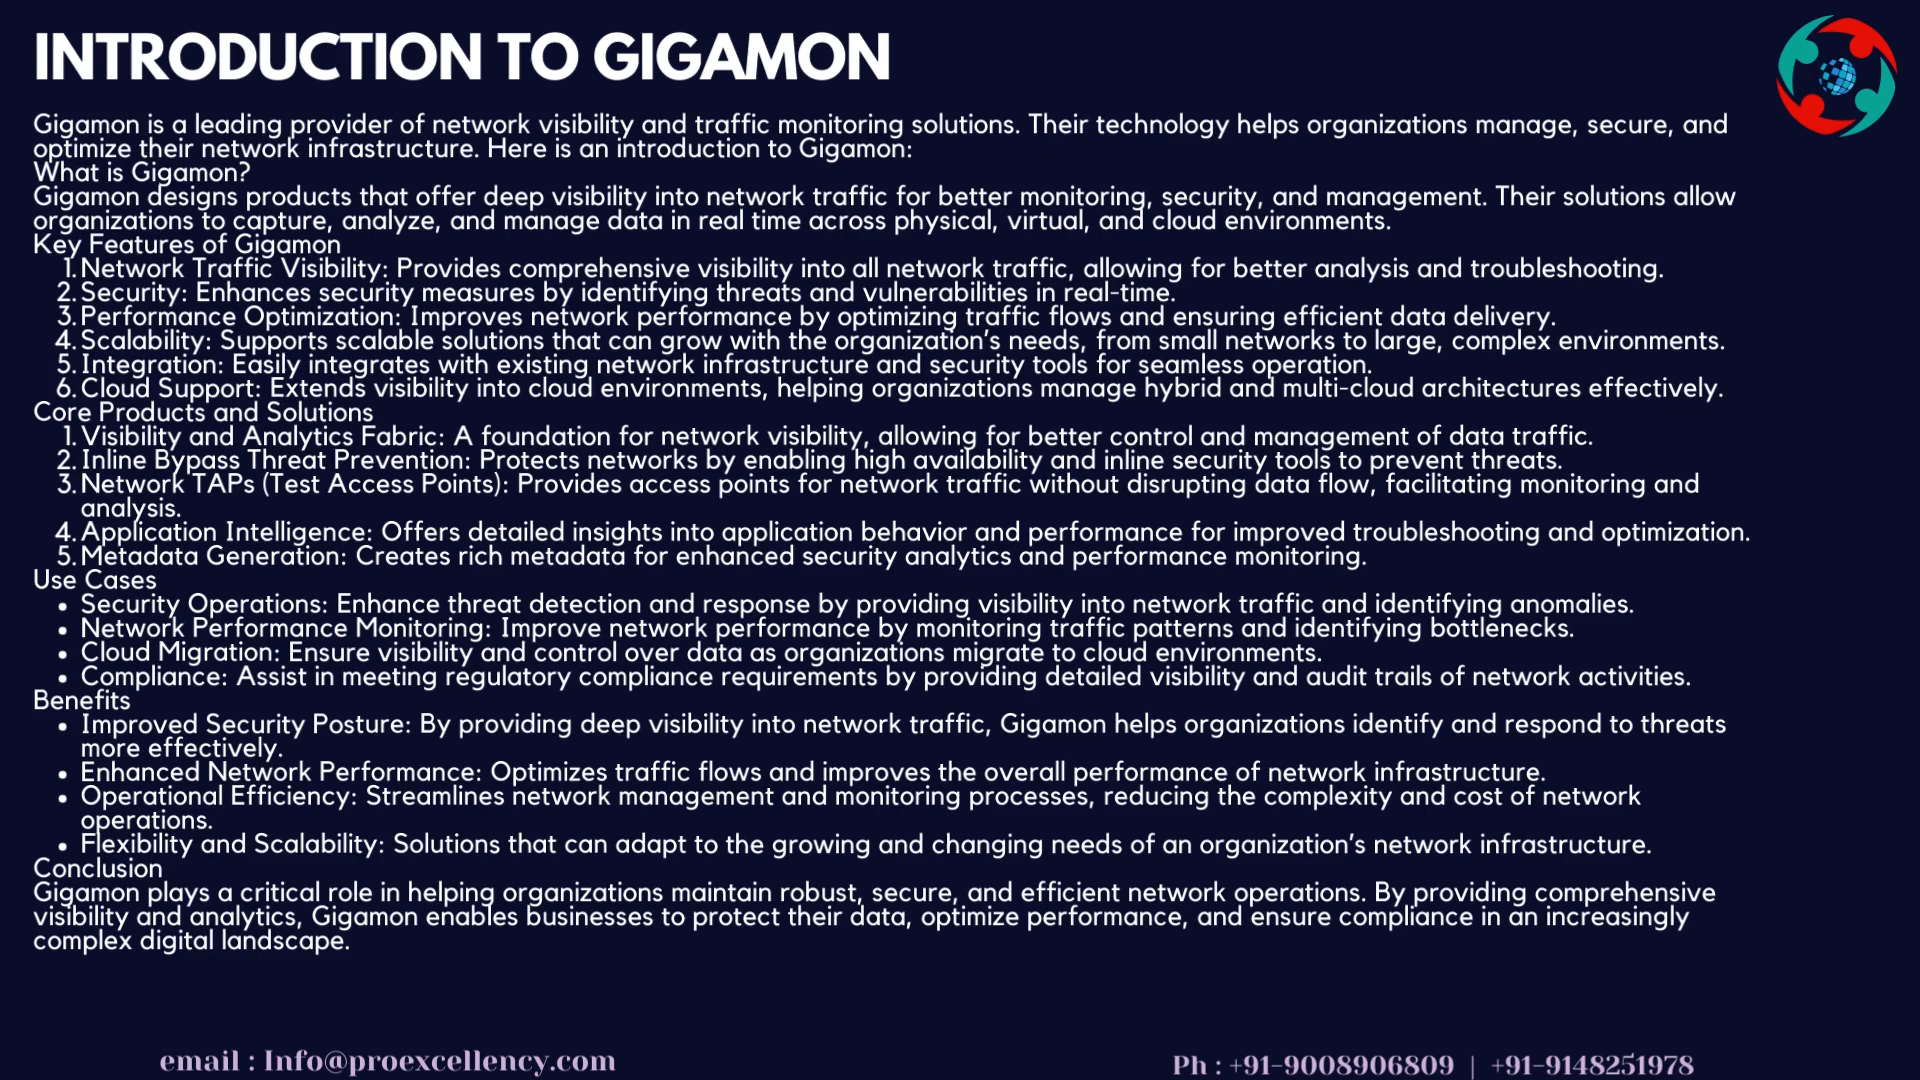 INTRODUCTION TO GIGAMON
Gigamon is a leading provider of network visibility and traffic monitoring solutions. Their technology helps organizations manage, secure, and
optimize their network infrastructure. Here is an introduction to Gigamon:
What is Gigamon?
Gigamon designs products that offer deep visibility into network traffic for better monitoring, security, and management. Their solutions allow
organizations to capture, analyze, and manage data in real time across physical, virtual, and cloud environments.
Key Features of Gigamon
1. Network Traffic Visibility: Provides comprehensive visibility into all network traffic, allowing for better analysis and troubleshooting.
2. Security: Enhances security measures by identifying threats and vulnerabilities in real-time.
3. Performance Optimization: Improves network performance by optimizing traffic flows and ensuring efficient data delivery.
4. Scalability: Supports scalable solutions that can grow with the organization's needs, from small networks to large, complex environments.
5. Integration: Easily integrates with existing network infrastructure and security tools for seamless operation.
6. Cloud Support: Extends visibility into cloud environments, helping organizations manage hybrid and multi-cloud architectures effectively.
Core Products and Solutions
1. Visibility and Analytics Fabric: A foundation for network visibility, allowing for better control and management of data traffic.
2. Inline Bypass Threat Prevention: Protects networks by enabling high availability and inline security tools to prevent threats.
3. Network TAPs (Test Access Points): Provides access points for network traffic without disrupting data flow, facilitating monitoring and
analysis.
4. Application Intelligence: Offers detailed insights into application behavior and performance for improved troubleshooting and optimization.
5. Metadata Generation: Creates rich metadata for enhanced security analytics and performance monitoring.
Use Cases
• Security Operations: Enhance threat detection and response by providing visibility into network traffic and identifying anomalies.
• Network Performance Monitoring: Improve network performance by monitoring traffic patterns and identifying bottlenecks.
• Cloud Migration: Ensure visibility and control over data as organizations migrate to cloud environments.
• Compliance: Assist in meeting regulatory compliance requirements by providing detailed visibility and audit trails of network activities.
Benefits
• Improved Security Posture: By providing deep visibility into network traffic, Gigamon helps organizations identify and respond to threats
more effectively.
• Enhanced Network Performance: Optimizes traffic flows and improves the overall performance of network infrastructure.
• Operational Efficiency: Streamlines network management and monitoring processes, reducing the complexity and cost of network
operations.
• Flexibility and Scalability: Solutions that can adapt to the growing and changing needs of an organization's network infrastructure.
Conclusion
Gigamon plays a critical role in helping organizations maintain robust, secure, and efficient network operations. By providing comprehensive
visibility and analytics, Gigamon enables businesses to protect their data, optimize performance, and ensure compliance in an increasingly
complex digital landscape.
email : Info@proexcellency.com
Ph : +91-9008906809 | +91-9148251978